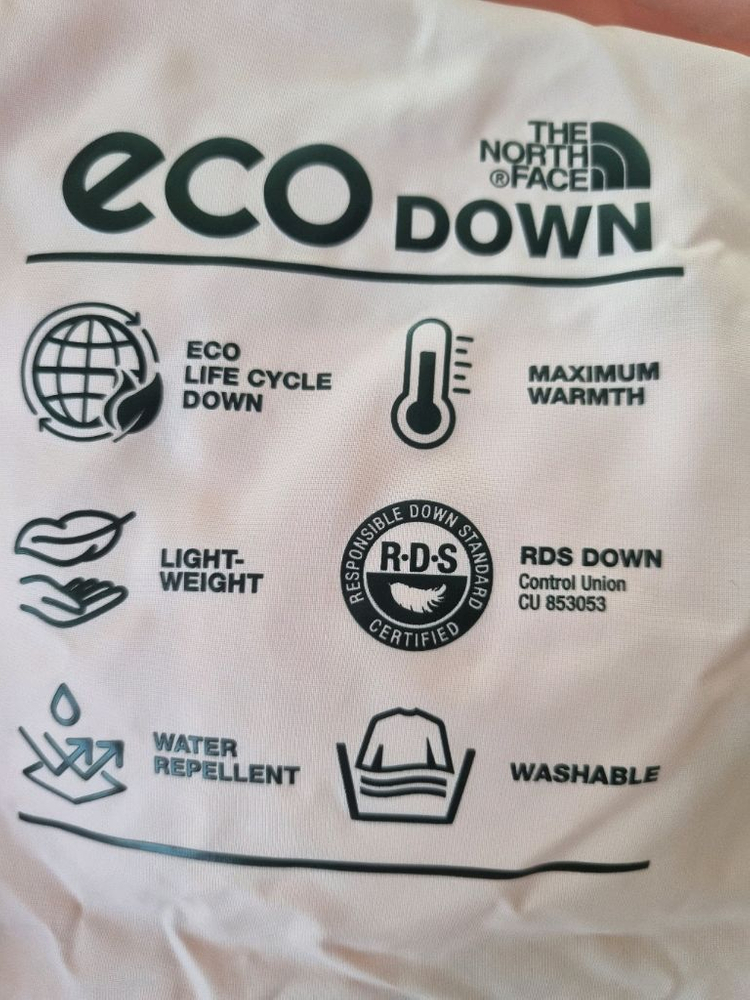 eco
THE
NORTH
®FACE
DOWN
ECO
LIFE CYCLE
DOWN
MAXIMUM
WARMTH
LIGHT-
WEIGHT
RESPONSIBLE DOWN STANDARD
R·D·S
CERTIFIED
RDS DOWN
Control Union
CU 853053
WATER
REPELLENT
WASHABLE